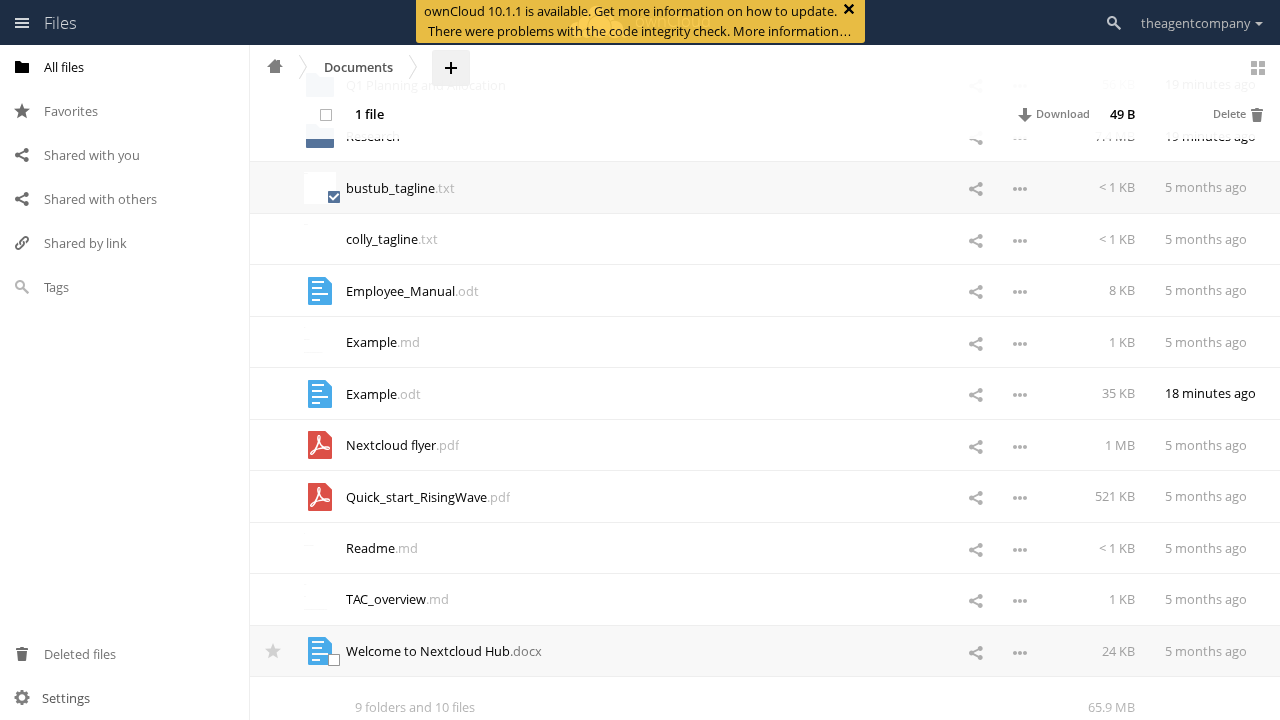 Files
ownCloud 10.1.1 is available. Get more information on how to update.
There were problems with the code integrity check. More information…
theagentcompany
All files
Favorites
Shared with you
Shared with others
Shared by link
Tags
Deleted files
Settings
Documents
Q1 Planning and Allocation 19 minutes ago
1 file Download 49 B Delete
Research 19 minutes ago
bustub_tagline.txt < 1 KB 5 months ago
colly_tagline.txt < 1 KB 5 months ago
Employee_Manual.odt 8 KB 5 months ago
Example.md 1 KB 5 months ago
Example.odt 35 KB 18 minutes ago
Nextcloud flyer.pdf 1 MB 5 months ago
Quick_start_RisingWave.pdf 521 KB 5 months ago
Readme.md < 1 KB 5 months ago
TAC_overview.md 1 KB 5 months ago
Welcome to Nextcloud Hub.docx 24 KB 5 months ago
9 folders and 10 files 65.9 MB